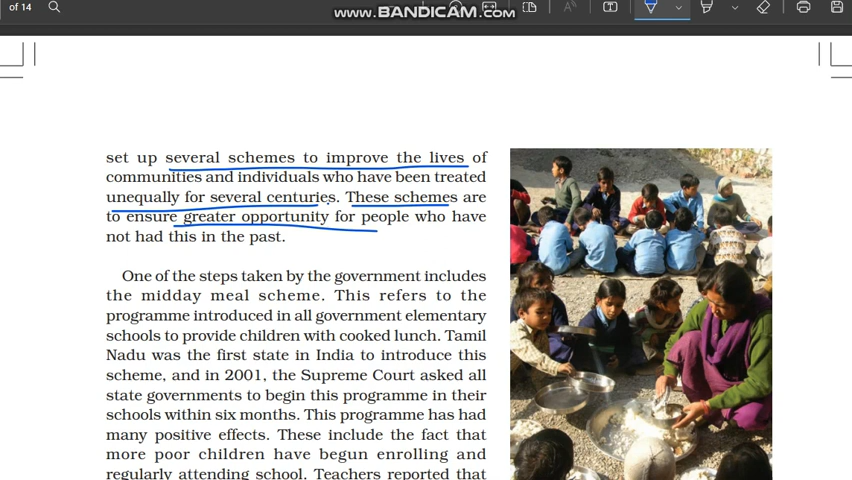 of 14
www.BANDICAM.com
set up several schemes to improve the lives of
communities and individuals who have been treated
unequally for several centuries. These schemes are
to ensure greater opportunity for people who have
not had this in the past.
One of the steps taken by the government includes
the midday meal scheme. This refers to the
programme introduced in all government elementary
schools to provide children with cooked lunch. Tamil
Nadu was the first state in India to introduce this
scheme, and in 2001, the Supreme Court asked all
state governments to begin this programme in their
schools within six months. This programme has had
many positive effects. These include the fact that
more poor children have begun enrolling and
regularly attending school. Teachers reported that